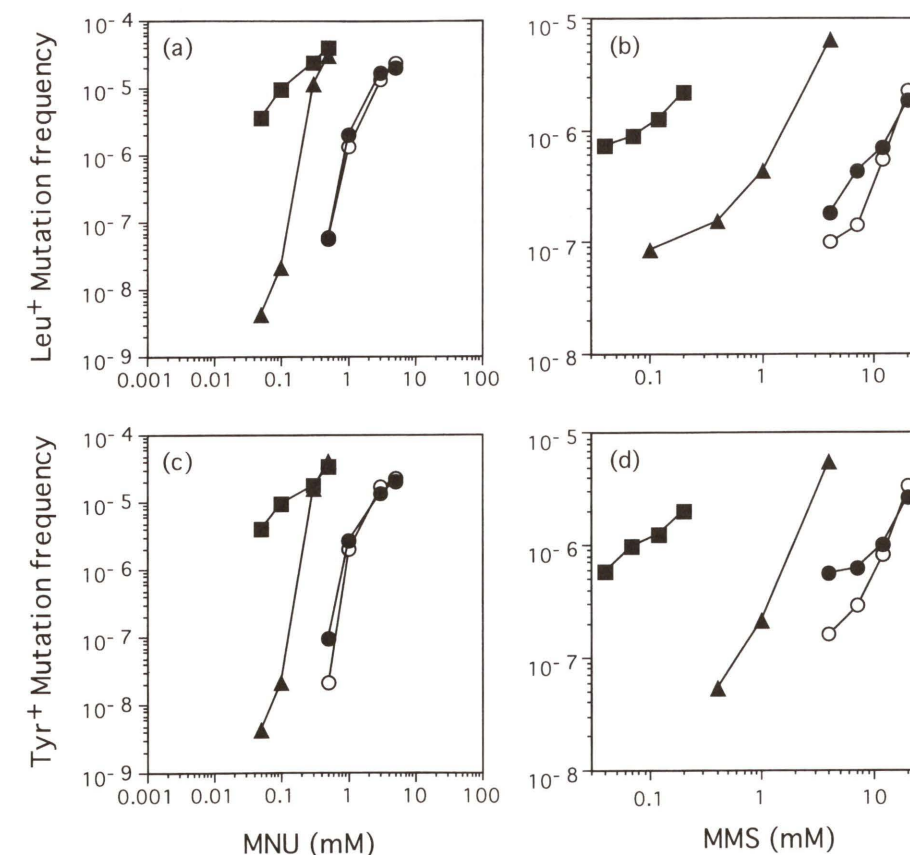 (a)
Leu+ Mutation frequency
10-4
10-5
10-6
10-7
10-8
10-9
0.001 0.01 0.1 1 10 100
(b)
10-5
10-6
10-7
10-8
0.1 1 10
(c)
Tyr+ Mutation frequency
10-4
10-5
10-6
10-7
10-8
10-9
0.001 0.01 0.1 1 10 100
MNU (mM)
(d)
10-5
10-6
10-7
10-8
0.1 1 10
MMS (mM)